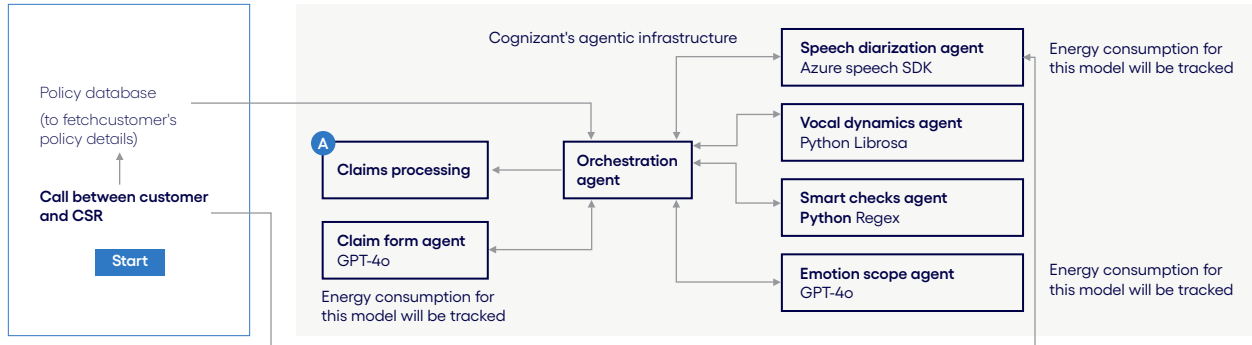 Policy database
(to fetchcustomer's
policy details)
Call between customer
and CSR
Start
Cognizant's agentic infrastructure
A
Claims processing
Claim form agent
GPT-4o
Energy consumption for
this model will be tracked
Orchestration
agent
Speech diarization agent
Azure speech SDK
Energy consumption for
this model will be tracked
Vocal dynamics agent
Python Librosa
Smart checks agent
Python Regex
Emotion scope agent
GPT-4o
Energy consumption for
this model will be tracked